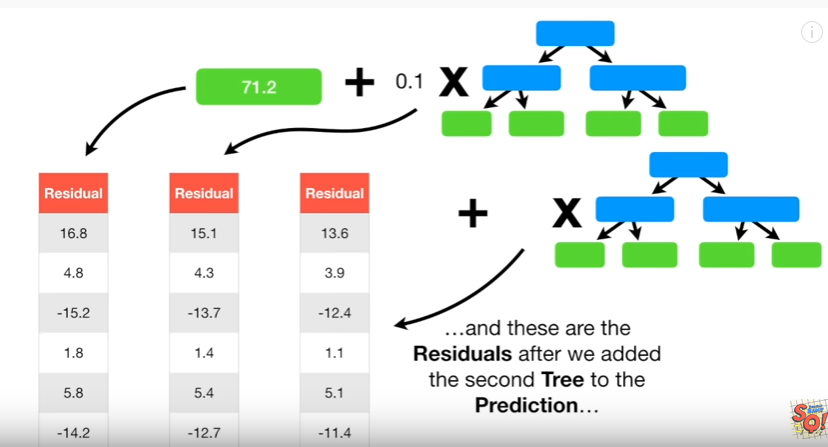 71.2 + 0.1 X
+ X
Residual Residual Residual
16.8 15.1 13.6
4.8 4.3 3.9
-15.2 -13.7 -12.4
1.8 1.4 1.1
5.8 5.4 5.1
-14.2 -12.7 -11.4
…and these are the
Residuals after we added
the second Tree to the
Prediction…
SQ!